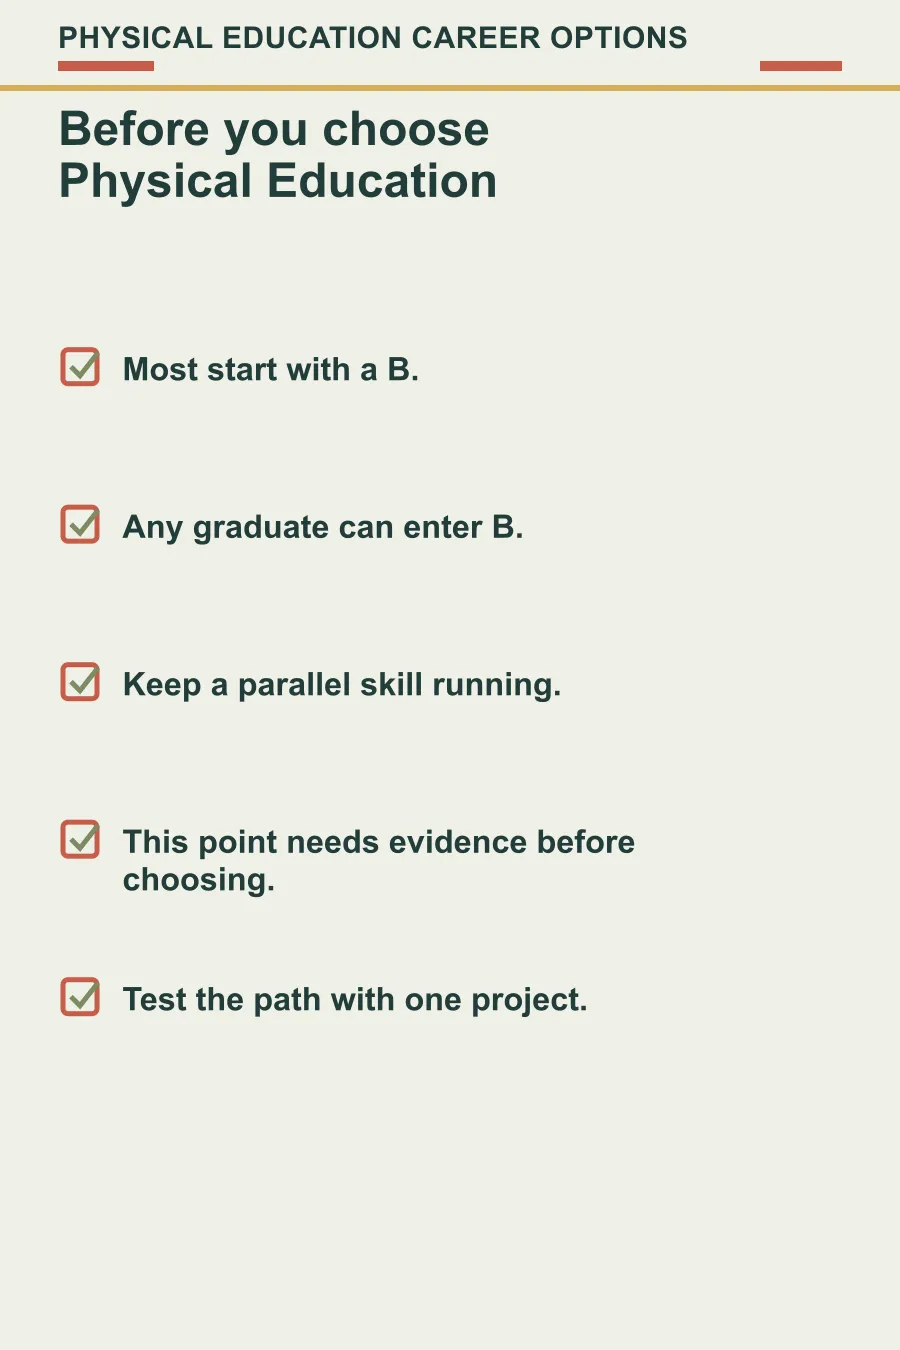 PHYSICAL EDUCATION CAREER OPTIONS
Before you choose
Physical Education
Most start with a B.
Any graduate can enter B.
Keep a parallel skill running.
This point needs evidence before
choosing.
Test the path with one project.